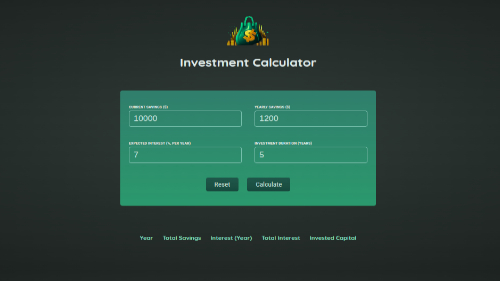 Investment Calculator
CURRENT SAVINGS ($)
YEARLY SAVINGS ($)
10000
1200
EXPECTED INTEREST (%, PER YEAR)
INVESTMENT DURATION (YEARS)
7
5
Reset
Calculate
Year Total Savings Interest (Year) Total Interest Invested Capital